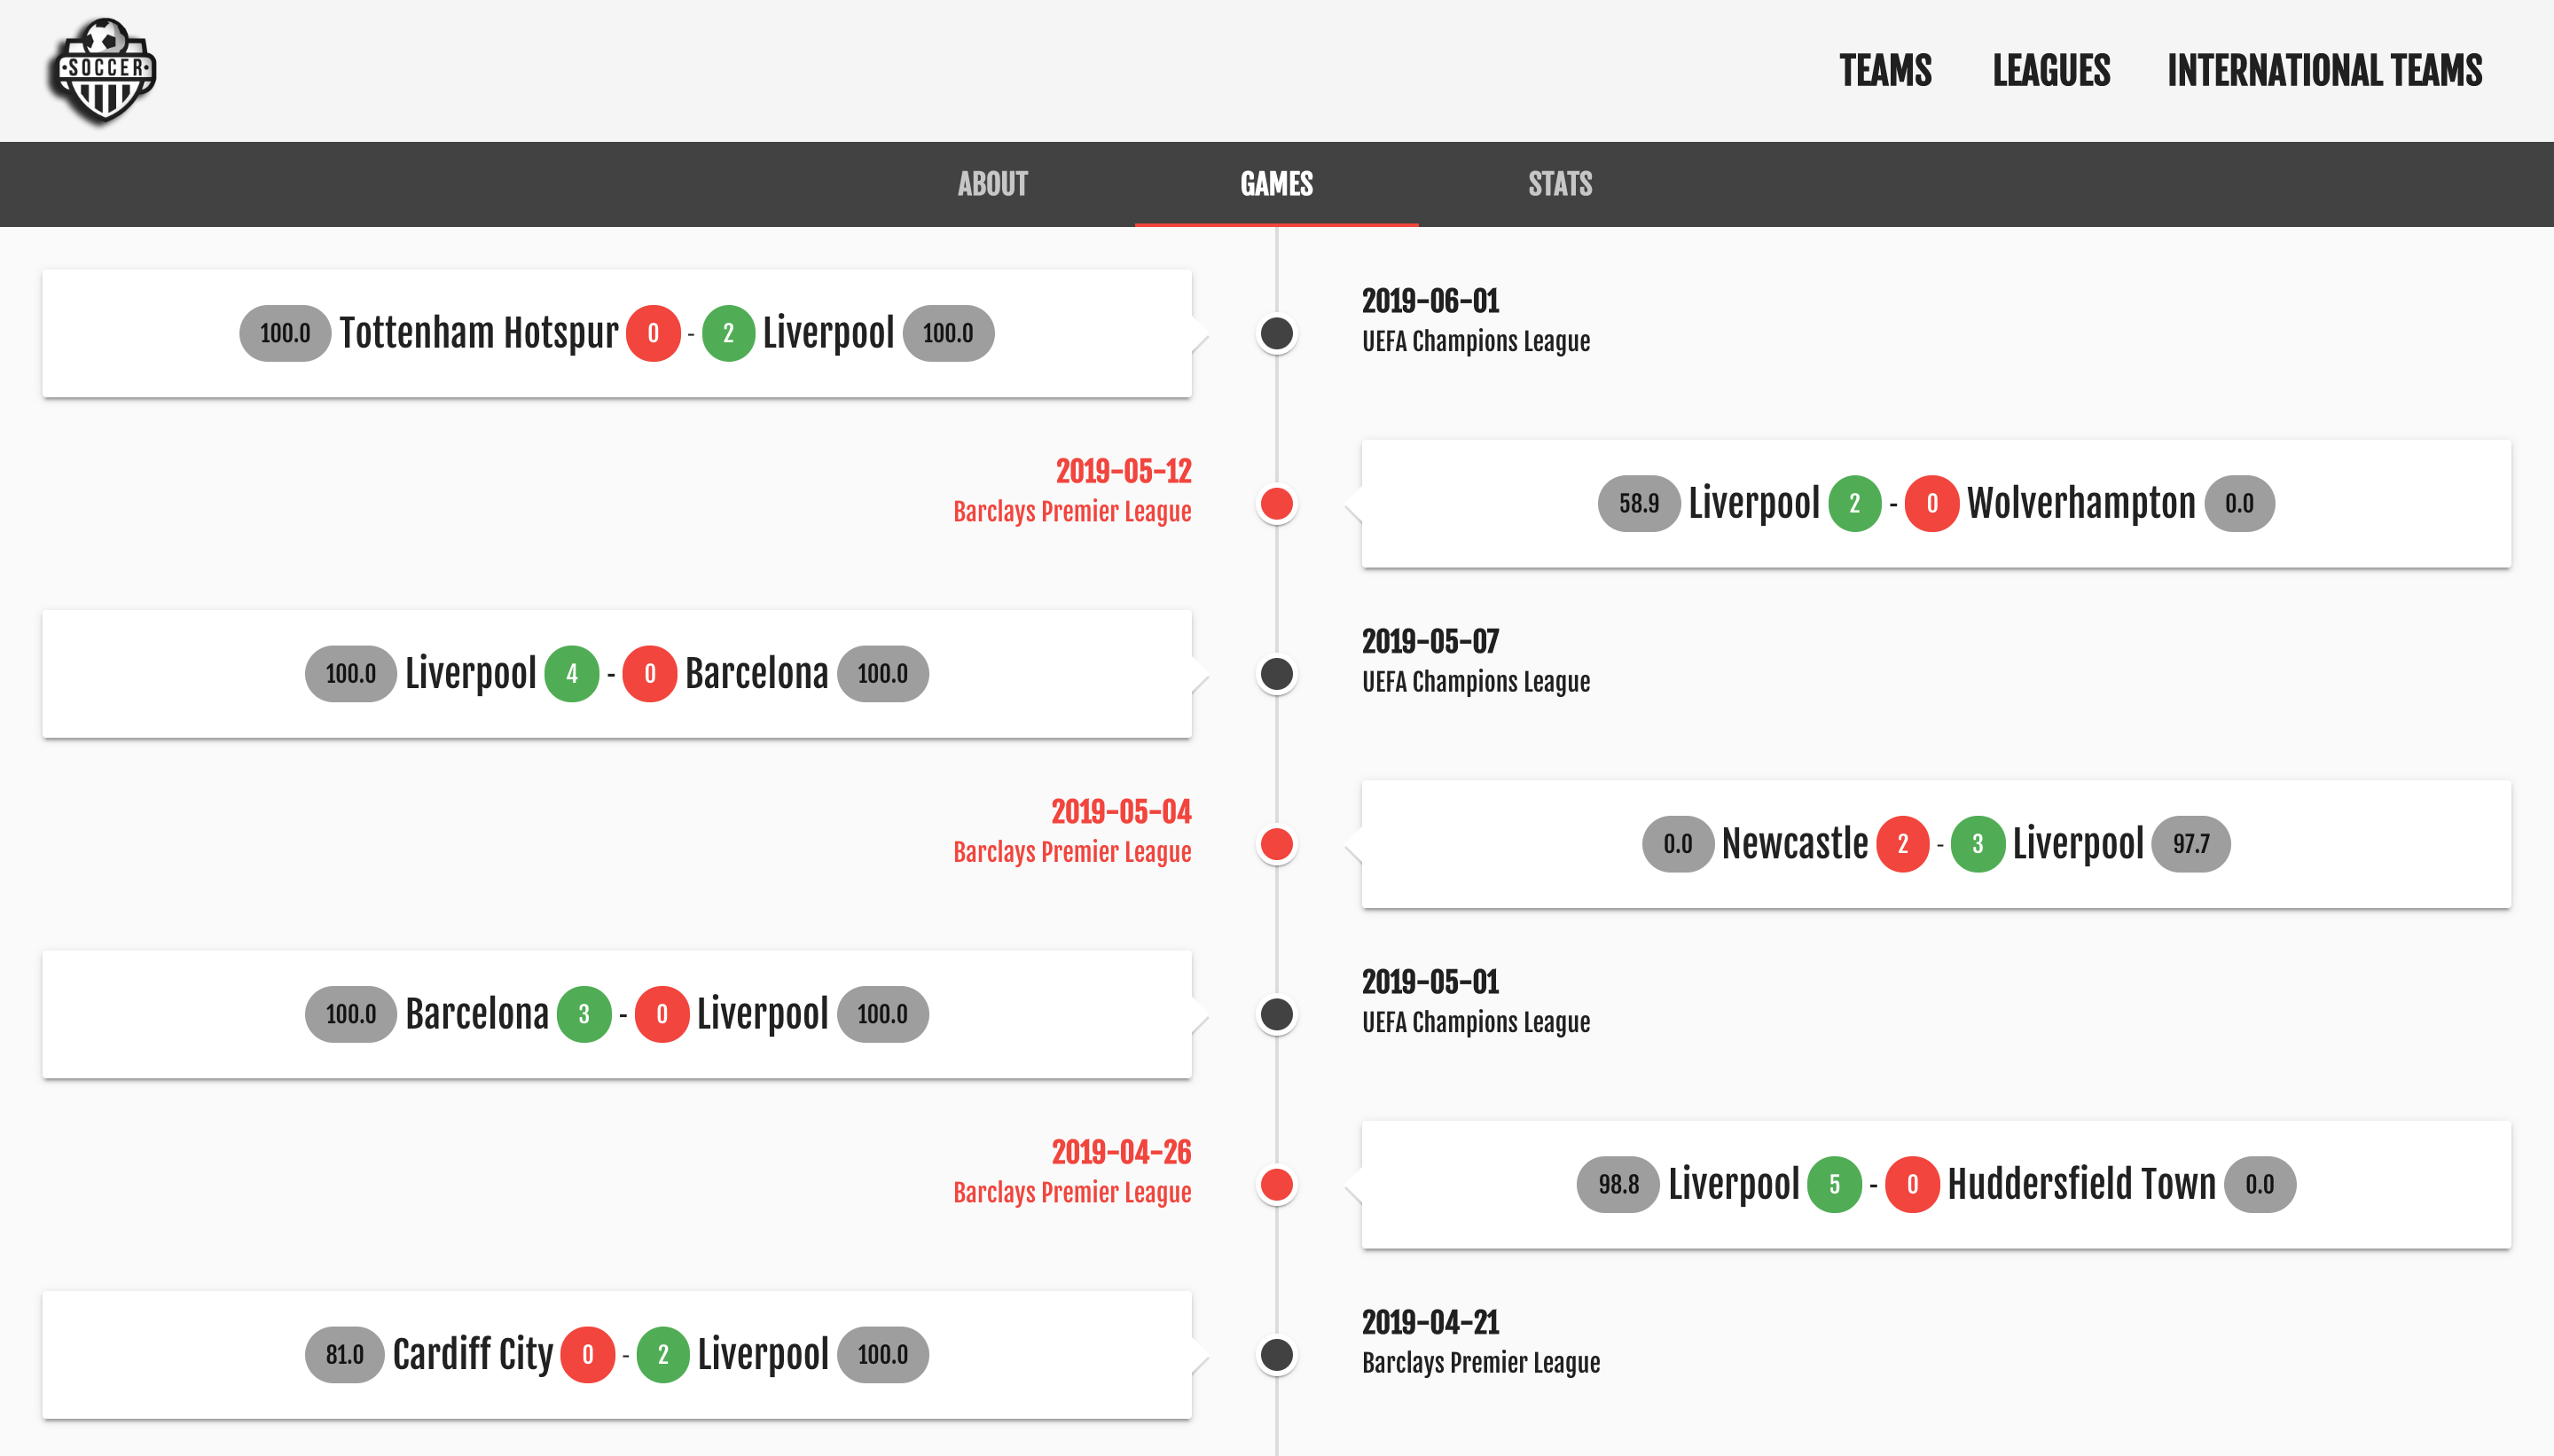 ·SOCCER·
TEAMS LEAGUES INTERNATIONAL TEAMS
ABOUT GAMES STATS
100.0 Tottenham Hotspur 0 - 2 Liverpool 100.0
2019-06-01
UEFA Champions League
2019-05-12
Barclays Premier League
58.9 Liverpool 2 - 0 Wolverhampton 0.0
100.0 Liverpool 4 - 0 Barcelona 100.0
2019-05-07
UEFA Champions League
2019-05-04
Barclays Premier League
0.0 Newcastle 2 - 3 Liverpool 97.7
100.0 Barcelona 3 - 0 Liverpool 100.0
2019-05-01
UEFA Champions League
2019-04-26
Barclays Premier League
98.8 Liverpool 5 - 0 Huddersfield Town 0.0
81.0 Cardiff City 0 - 2 Liverpool 100.0
2019-04-21
Barclays Premier League